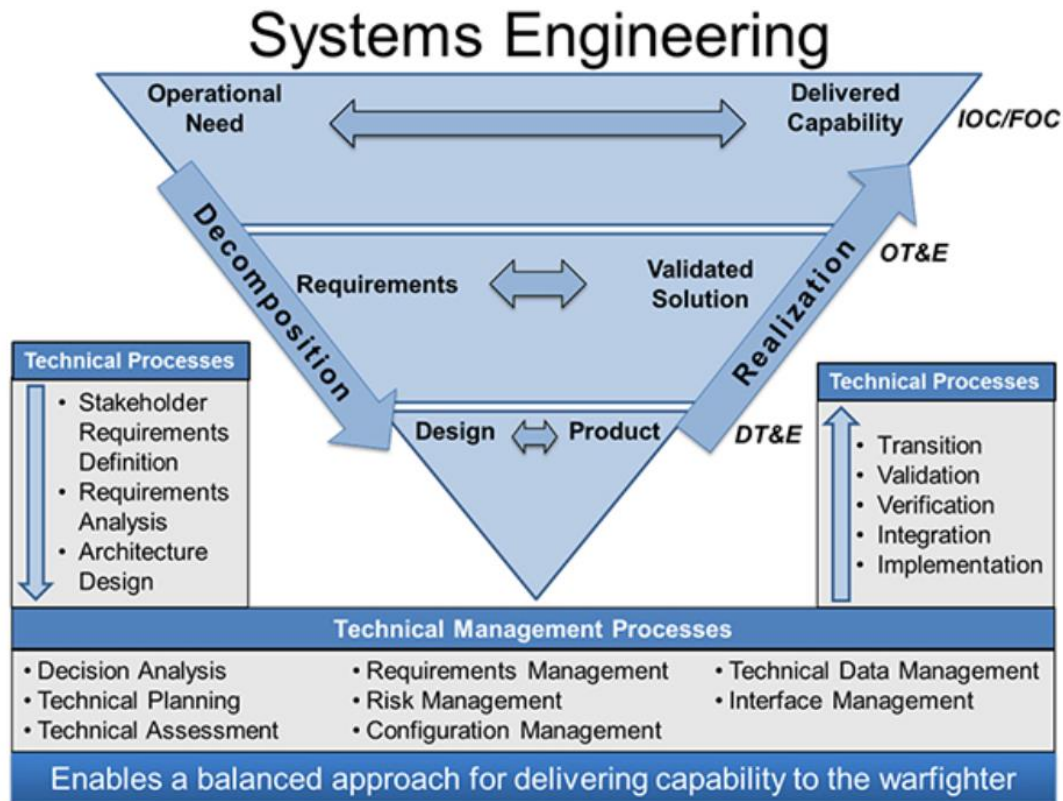 Systems Engineering
Operational
Need
Delivered
Capability
IOC/FOC
Decomposition
Realization
OT&E
Requirements
Validated
Solution
Design
Product
DT&E
Technical Processes
• Stakeholder
Requirements
Definition
• Requirements
Analysis
• Architecture
Design
Technical Processes
• Transition
• Validation
• Verification
• Integration
• Implementation
Technical Management Processes
• Decision Analysis
• Technical Planning
• Technical Assessment
• Requirements Management
• Risk Management
• Configuration Management
• Technical Data Management
• Interface Management
Enables a balanced approach for delivering capability to the warfighter